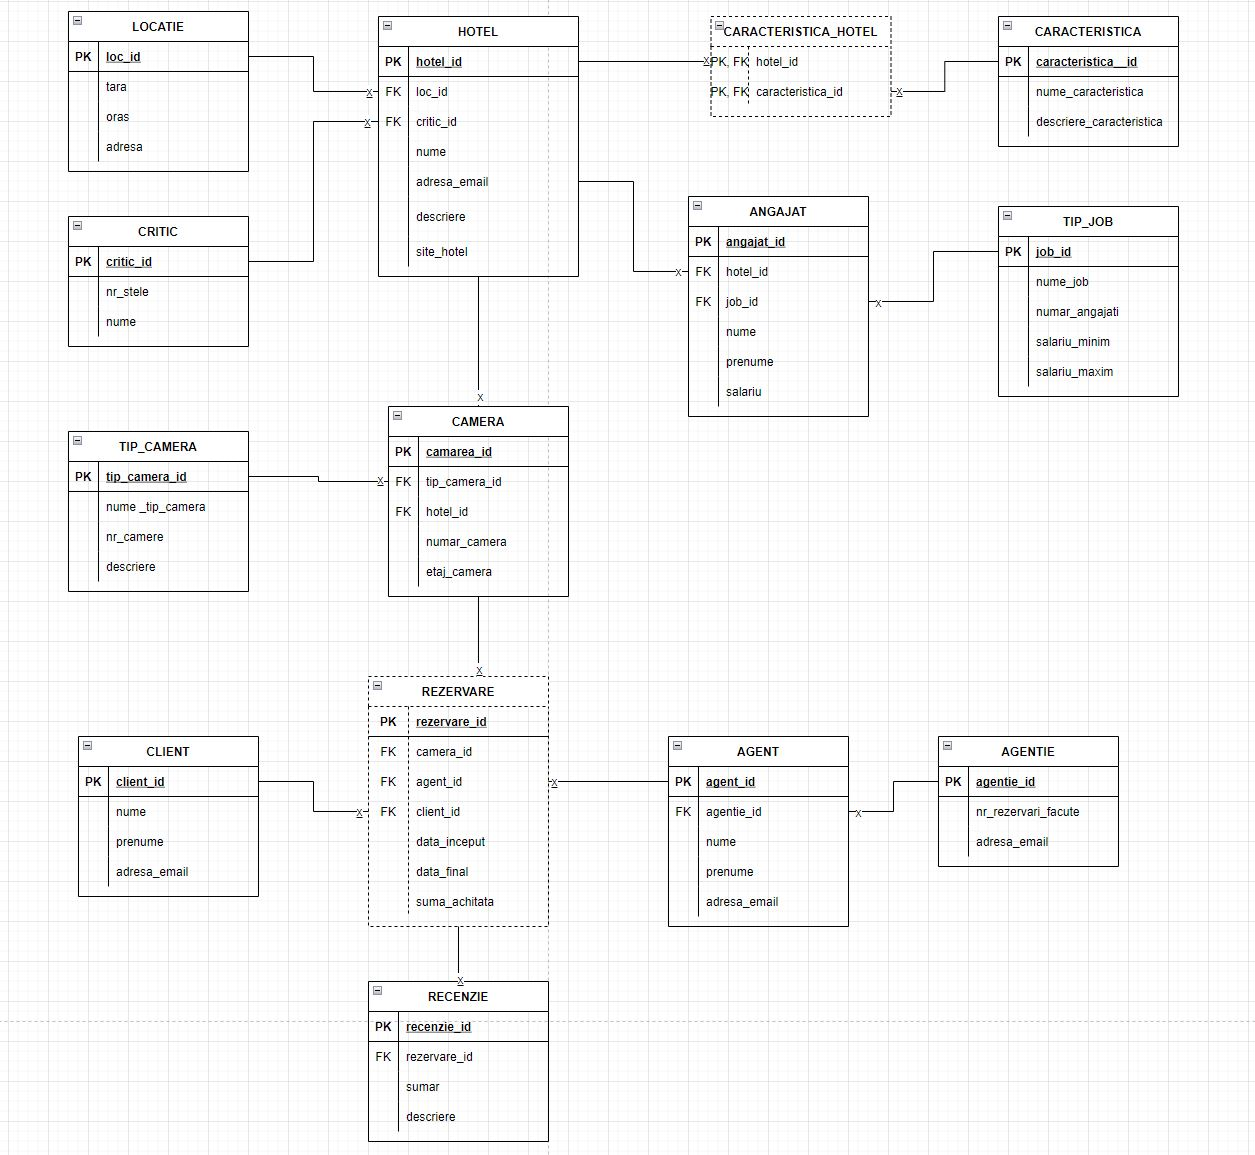 LOCATIE
PK loc_id
tara
oras
adresa
HOTEL
PK hotel_id
FK loc_id
FK critic_id
nume
adresa_email
descriere
site_hotel
CARACTERISTICA_HOTEL
PK, FK hotel_id
PK, FK caracteristica_id
CARACTERISTICA
PK caracteristica__id
nume_caracteristica
descriere_caracteristica
CRITIC
PK critic_id
nr_stele
nume
ANGAJAT
PK angajat_id
FK hotel_id
FK job_id
nume
prenume
salariu
TIP_JOB
PK job_id
nume_job
numar_angajati
salariu_minim
salariu_maxim
TIP_CAMERA
PK tip_camera_id
nume _tip_camera
nr_camere
descriere
CAMERA
PK camarea_id
FK tip_camera_id
FK hotel_id
numar_camera
etaj_camera
REZERVARE
PK rezervare_id
FK camera_id
FK agent_id
FK client_id
data_inceput
data_final
suma_achitata
CLIENT
PK client_id
nume
prenume
adresa_email
AGENT
PK agent_id
FK agentie_id
nume
prenume
adresa_email
AGENTIE
PK agentie_id
nr_rezervari_facute
adresa_email
RECENZIE
PK recenzie_id
FK rezervare_id
sumar
descriere
x
x
x
x
x
x
x
x
x
x
x
x
x